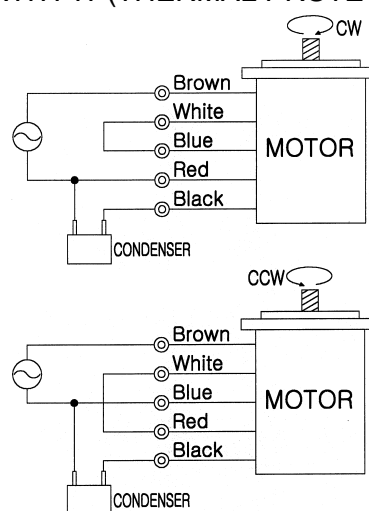 CW
Brown
White
Blue
MOTOR
Red
Black
CONDENSER
CCW
Brown
White
Blue
MOTOR
Red
Black
CONDENSER